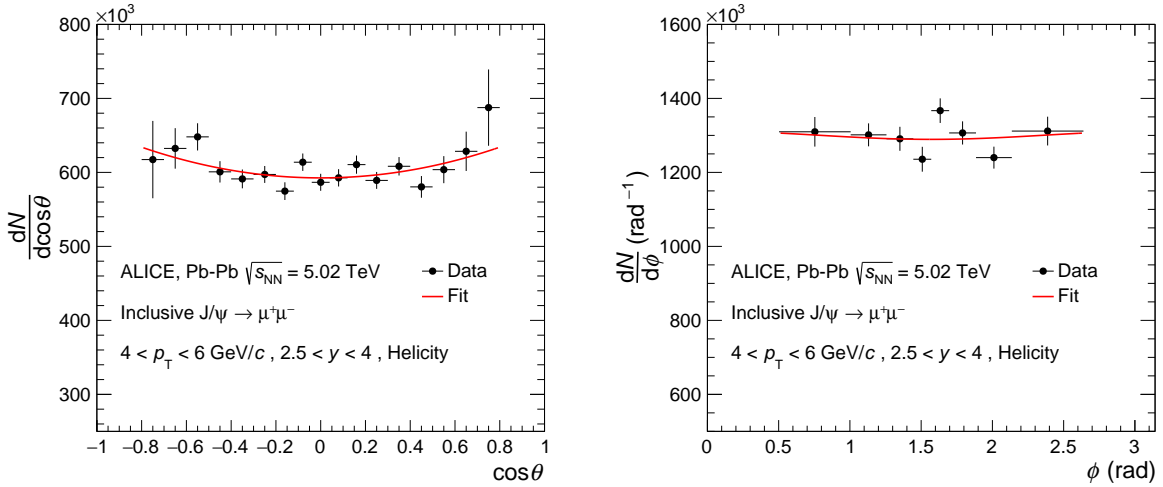 ×10³
800
700
600
500
400
300
dN
dcosθ
ALICE, Pb-Pb √s_NN = 5.02 TeV
Inclusive J/ψ → μ⁺μ⁻
4 < p_T < 6 GeV/c , 2.5 < y < 4 , Helicity
Data
Fit
−1 −0.8 −0.6 −0.4 −0.2 0 0.2 0.4 0.6 0.8 1
cosθ
×10³
1600
1400
1200
1000
800
600
dN
dϕ (rad⁻¹)
ALICE, Pb-Pb √s_NN = 5.02 TeV
Inclusive J/ψ → μ⁺μ⁻
4 < p_T < 6 GeV/c , 2.5 < y < 4 , Helicity
Data
Fit
0 0.5 1 1.5 2 2.5 3
ϕ (rad)